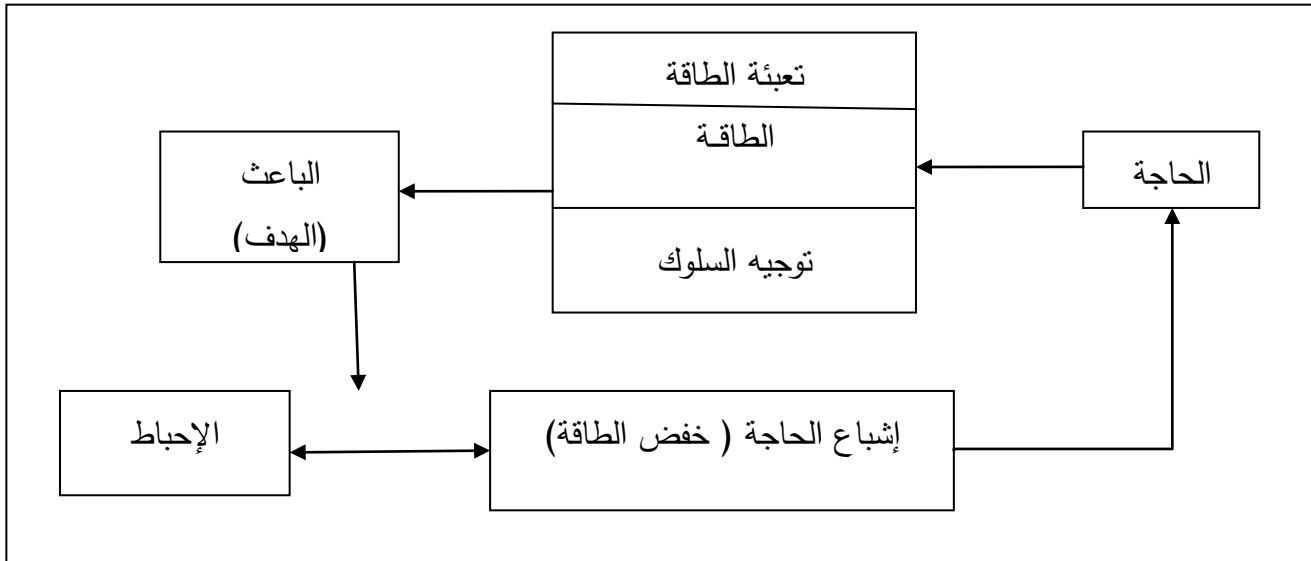 تعبئة الطاقة
الطاقـة
توجيه السلوك
الحاجة
الباعث
(الهدف)
إشباع الحاجة ( خفض الطاقة)
الإحباط